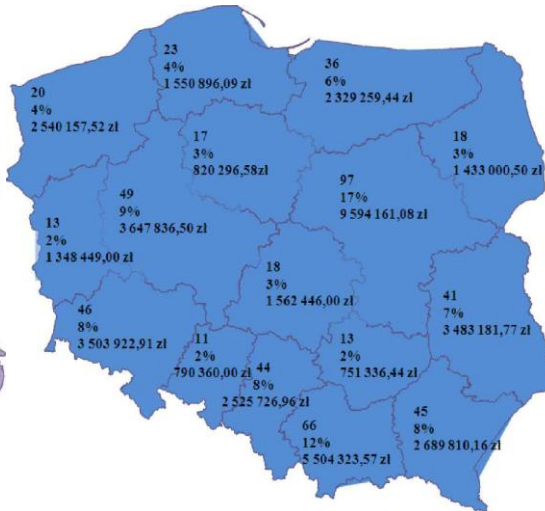 23
4%
1 550 896,09 zł
36
6%
2 329 259,44 zł
20
4%
2 540 157,52 zł
17
3%
820 296,58zł
18
3%
1 433 000,50 zł
97
17%
9 594 161,08 zł
49
9%
3 647 836,50 zł
13
2%
1 348 449,00 zł
18
3%
1 562 446,00 zł
41
7%
3 483 181,77 zł
46
8%
3 503 922,91 zł
11
2%
790 360,00 zł
44
8%
2 525 726,96 zł
13
2%
751 336,44 zł
66
12%
5 504 323,57 zł
45
8%
2 689 810,16 zł